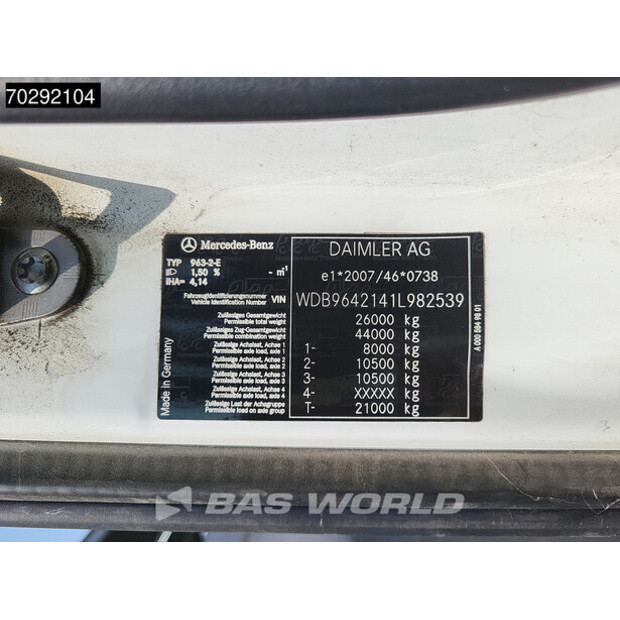 70292104
Mercedes-Benz
DAIMLER AG
TYP 963-2-E
1,50 % - m¹
e1*2007/46*0738
IHA= 4,14
Fahrzeugidentifizierungsnummer
Vehicle Identification Number VIN WDB9642141L982539
Zulässiges Gesamtgewicht
Permissible total weight 26000 kg
Zulässiges Zug-Gesamtgewicht
Permissible combination weight 44000 kg
Zulässige Achslast, Achse 1
Permissible axle load, axle 1 1- 8000 kg
Zulässige Achslast, Achse 2
Permissible axle load, axle 2 2- 10500 kg
Zulässige Achslast, Achse 3
Permissible axle load, axle 3 3- 10500 kg
Zulässige Achslast, Achse 4
Permissible axle load, axle 4 4- XXXXX kg
Zulässige Last der Achsgruppe
Permissible load on axle group T- 21000 kg
Made in Germany
A 000 584 98 01
BAS WORLD